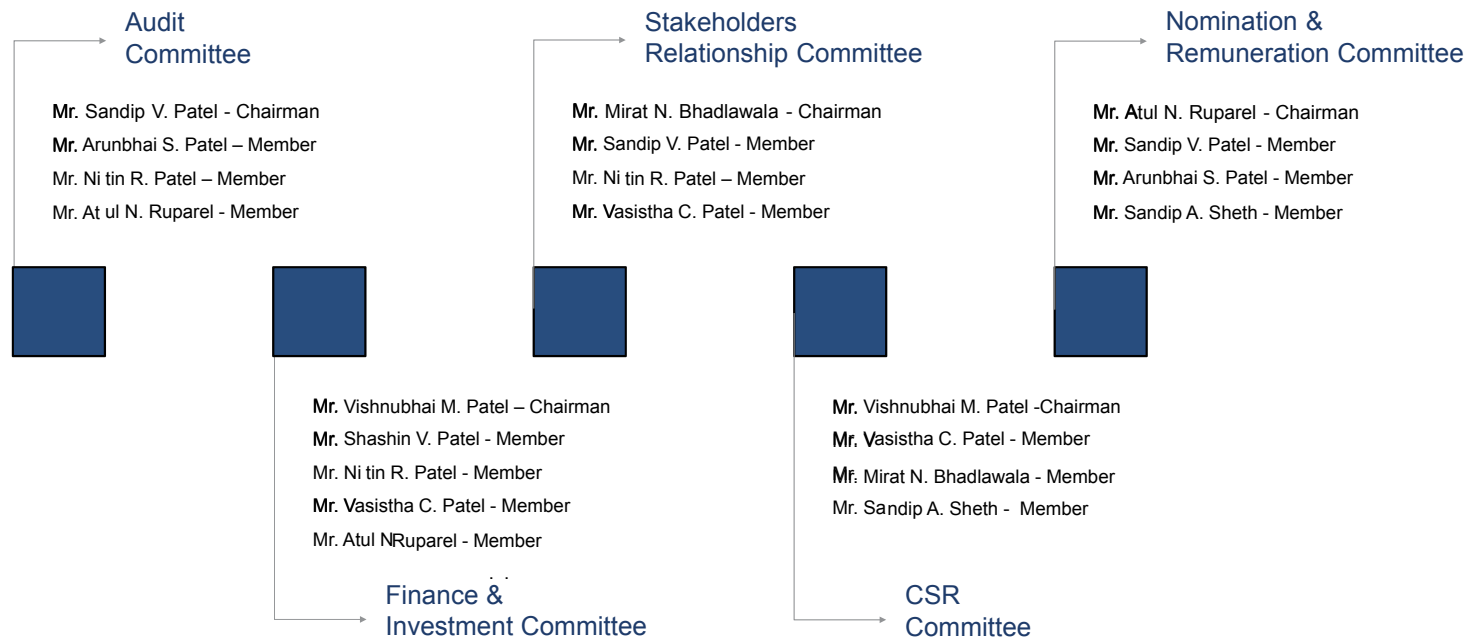 Audit
Committee
Mr. Sandip V. Patel - Chairman
Mr. Arunbhai S. Patel – Member
Mr. Ni tin R. Patel – Member
Mr. At ul N. Ruparel - Member
Stakeholders
Relationship Committee
Mr. Mirat N. Bhadlawala - Chairman
Mr. Sandip V. Patel - Member
Mr. Ni tin R. Patel – Member
Mr. Vasistha C. Patel - Member
Nomination &
Remuneration Committee
Mr. Atul N. Ruparel - Chairman
Mr. Sandip V. Patel - Member
Mr. Arunbhai S. Patel - Member
Mr. Sandip A. Sheth - Member
Mr. Vishnubhai M. Patel – Chairman
Mr. Shashin V. Patel - Member
Mr. Ni tin R. Patel - Member
Mr. Vasistha C. Patel - Member
Mr. Atul NRuparel - Member
Finance &
Investment Committee
Mr. Vishnubhai M. Patel -Chairman
Mr. Vasistha C. Patel - Member
Mr. Mirat N. Bhadlawala - Member
Mr. Sandip A. Sheth - Member
CSR
Committee